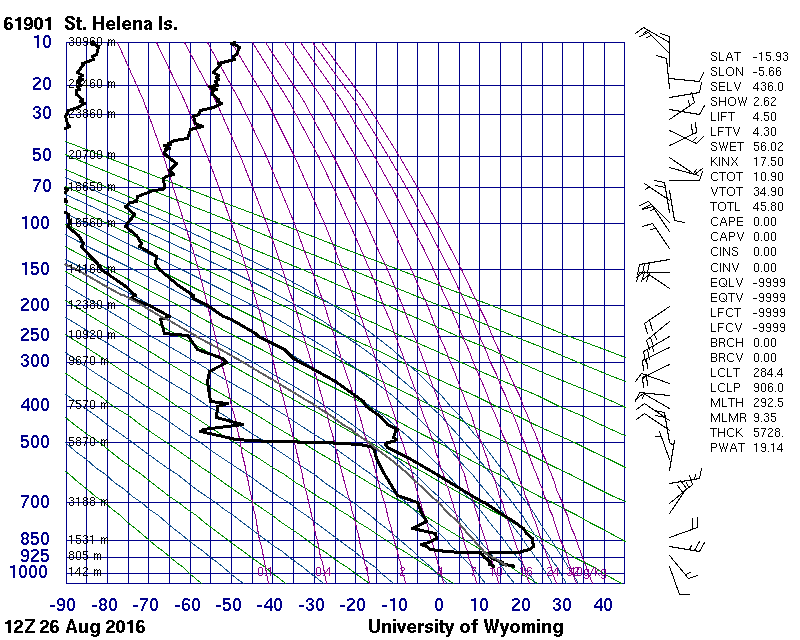 61901 St. Helena Is.
10
20
30
50
70
100
150
200
250
300
400
500
700
850
925
1000
30960 m
23860 m
20700 m
18650 m
16560 m
14160 m
12380 m
10920 m
9670 m
7570 m
5870 m
3188 m
1531 m
805 m
142 m
0.4 1 2 4 7 10 16 24 32 40g/kg
-90 -80 -70 -60 -50 -40 -30 -20 -10 0 10 20 30 40
12Z 26 Aug 2016 University of Wyoming
SLAT -15.93
SLON -5.66
SELV 436.0
SHOW 2.62
LIFT 4.50
LFTV 4.30
SWET 56.02
KINX 17.50
CTOT 10.90
VTOT 34.90
TOTL 45.80
CAPE 0.00
CAPV 0.00
CINS 0.00
CINV 0.00
EQLV -9999
EQTV -9999
LFCT -9999
LFCV -9999
BRCH 0.00
BRCV 0.00
LCLT 284.4
LCLP 906.0
MLTH 292.5
MLMR 9.35
THCK 5728.
PWAT 19.14